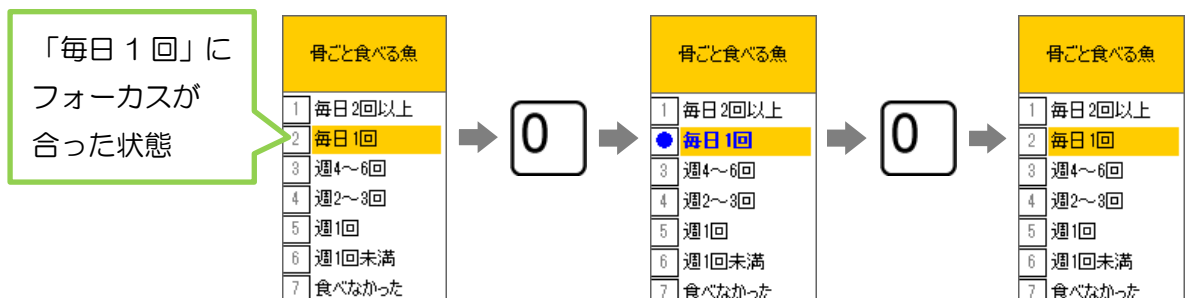 「毎日１回」に
フォーカスが
合った状態
骨ごと食べる魚
1 毎日2回以上
2 毎日1回
3 週4～6回
4 週2～3回
5 週1回
6 週1回未満
7 食べなかった
0
骨ごと食べる魚
1 毎日2回以上
毎日1回
3 週4～6回
4 週2～3回
5 週1回
6 週1回未満
7 食べなかった
0
骨ごと食べる魚
1 毎日2回以上
2 毎日1回
3 週4～6回
4 週2～3回
5 週1回
6 週1回未満
7 食べなかった